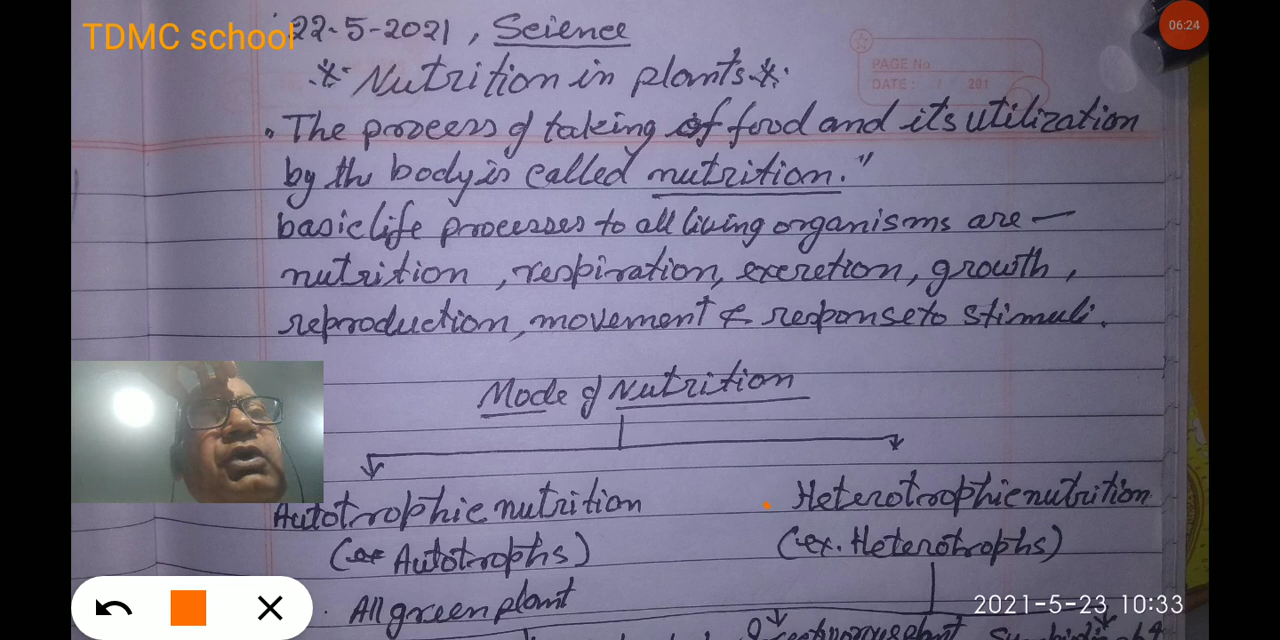 TDMC school
06:24
22-5-2021, Science
* Nutrition in plants *
PAGE No
DATE : / 201
"The process of taking of food and its utilization
by the body is called nutrition."
basic life processes to all living organisms are —
nutrition, respiration, excretion, growth,
reproduction, movement & response to stimuli.
Mode of Nutrition
Autotrophic nutrition
Heterotrophic nutrition
(ex Autotrophs)
(ex. Heterotrophs)
All green plant
2021-5-23 10:33
plant